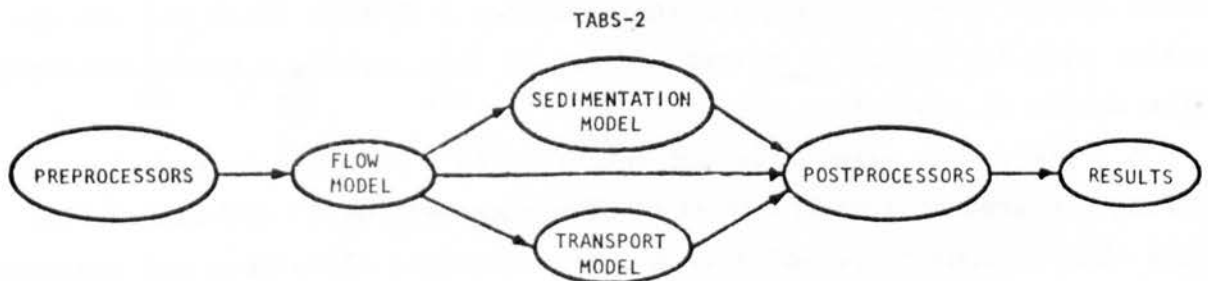 TABS-2
SEDIMENTATION
MODEL
PREPROCESSORS
FLOW
MODEL
POSTPROCESSORS
RESULTS
TRANSPORT
MODEL